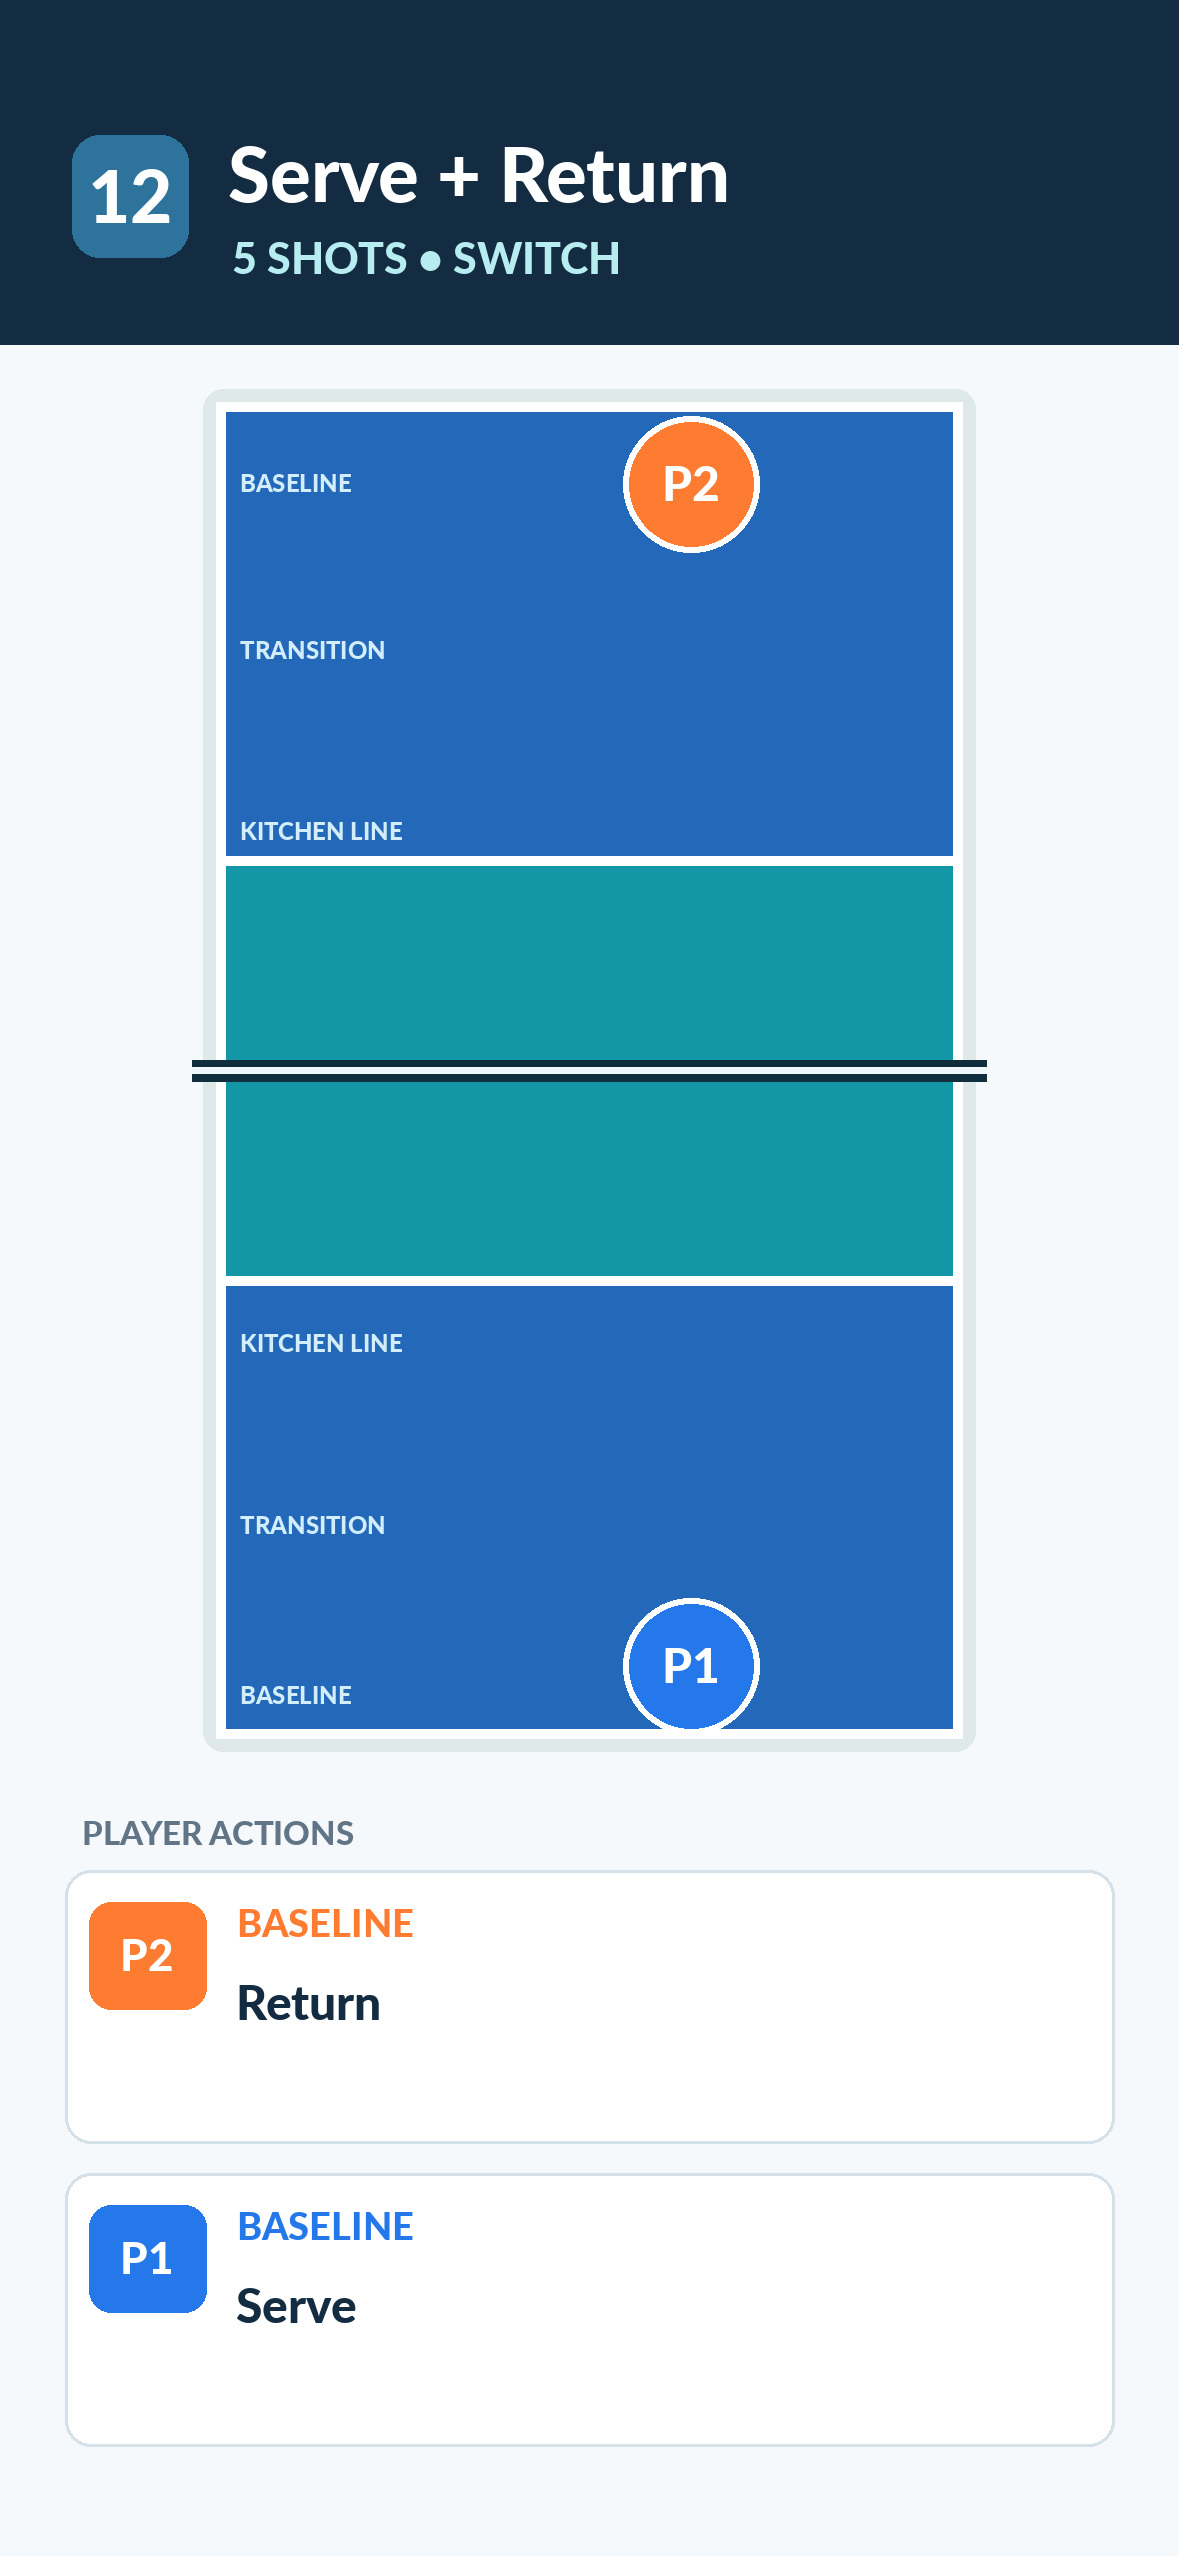 12
Serve + Return
5 SHOTS • SWITCH
BASELINE
P2
TRANSITION
KITCHEN LINE
KITCHEN LINE
TRANSITION
P1
BASELINE
PLAYER ACTIONS
P2
BASELINE
Return
P1
BASELINE
Serve